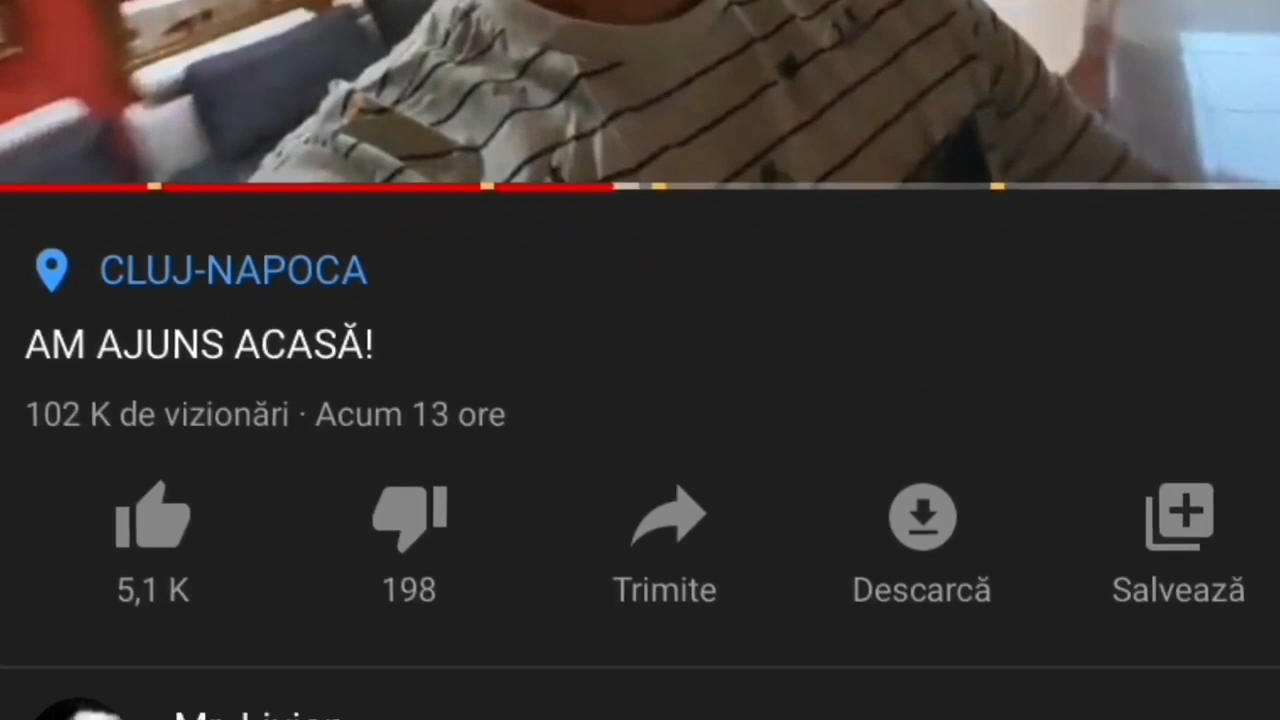 CLUJ-NAPOCA
AM AJUNS ACASĂ!
102 K de vizionări · Acum 13 ore
5,1 K
198
Trimite
Descarcă
Salvează